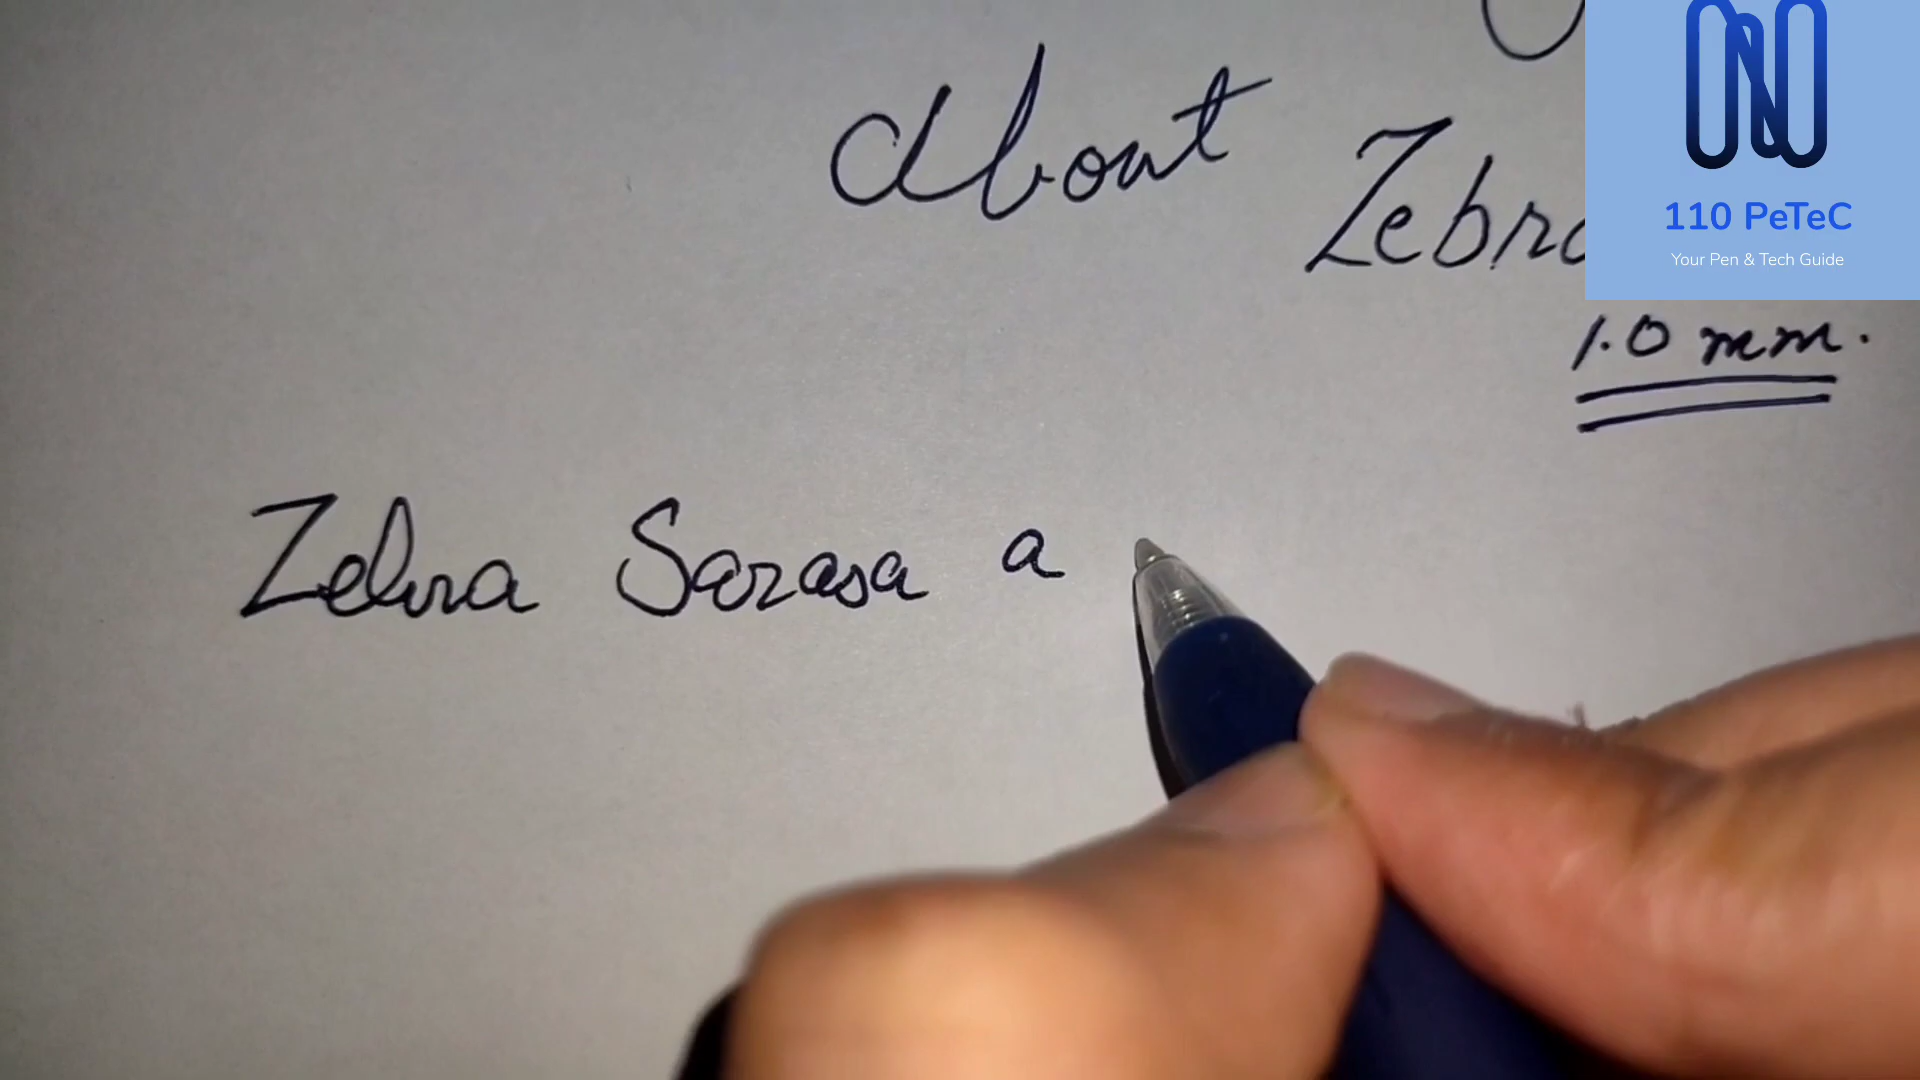 About
Zebra
1.0 mm.
Zebra Sarasa a
110 PeTeC
Your Pen & Tech Guide